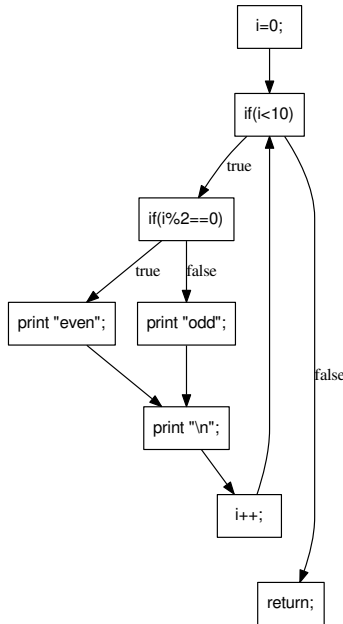 i=0;
if(i<10)
true
if(i%2==0)
true
false
print "even";
print "odd";
false
print "\n";
i++;
return;